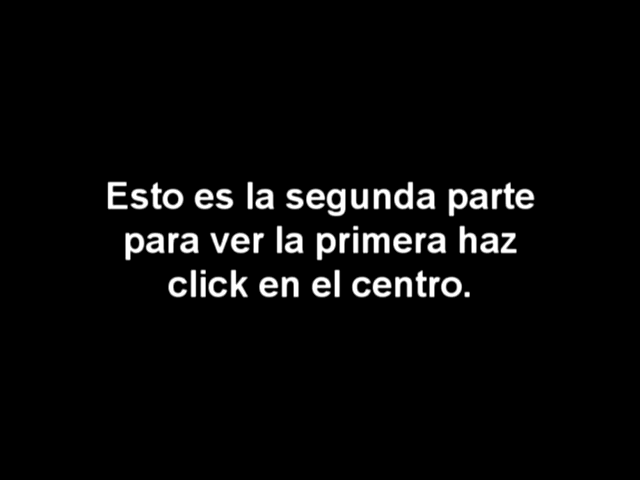 Esto es la segunda parte
para ver la primera haz
click en el centro.